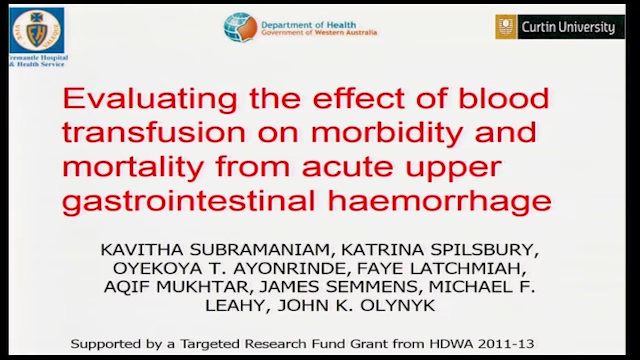 Department of Health
Government of Western Australia
Curtin University
Fremantle Hospital
& Health Service
Evaluating the effect of blood
transfusion on morbidity and
mortality from acute upper
gastrointestinal haemorrhage
KAVITHA SUBRAMANIAM, KATRINA SPILSBURY,
OYEKOYA T. AYONRINDE, FAYE LATCHMIAH,
AQIF MUKHTAR, JAMES SEMMENS, MICHAEL F.
LEAHY, JOHN K. OLYNYK
Supported by a Targeted Research Fund Grant from HDWA 2011-13